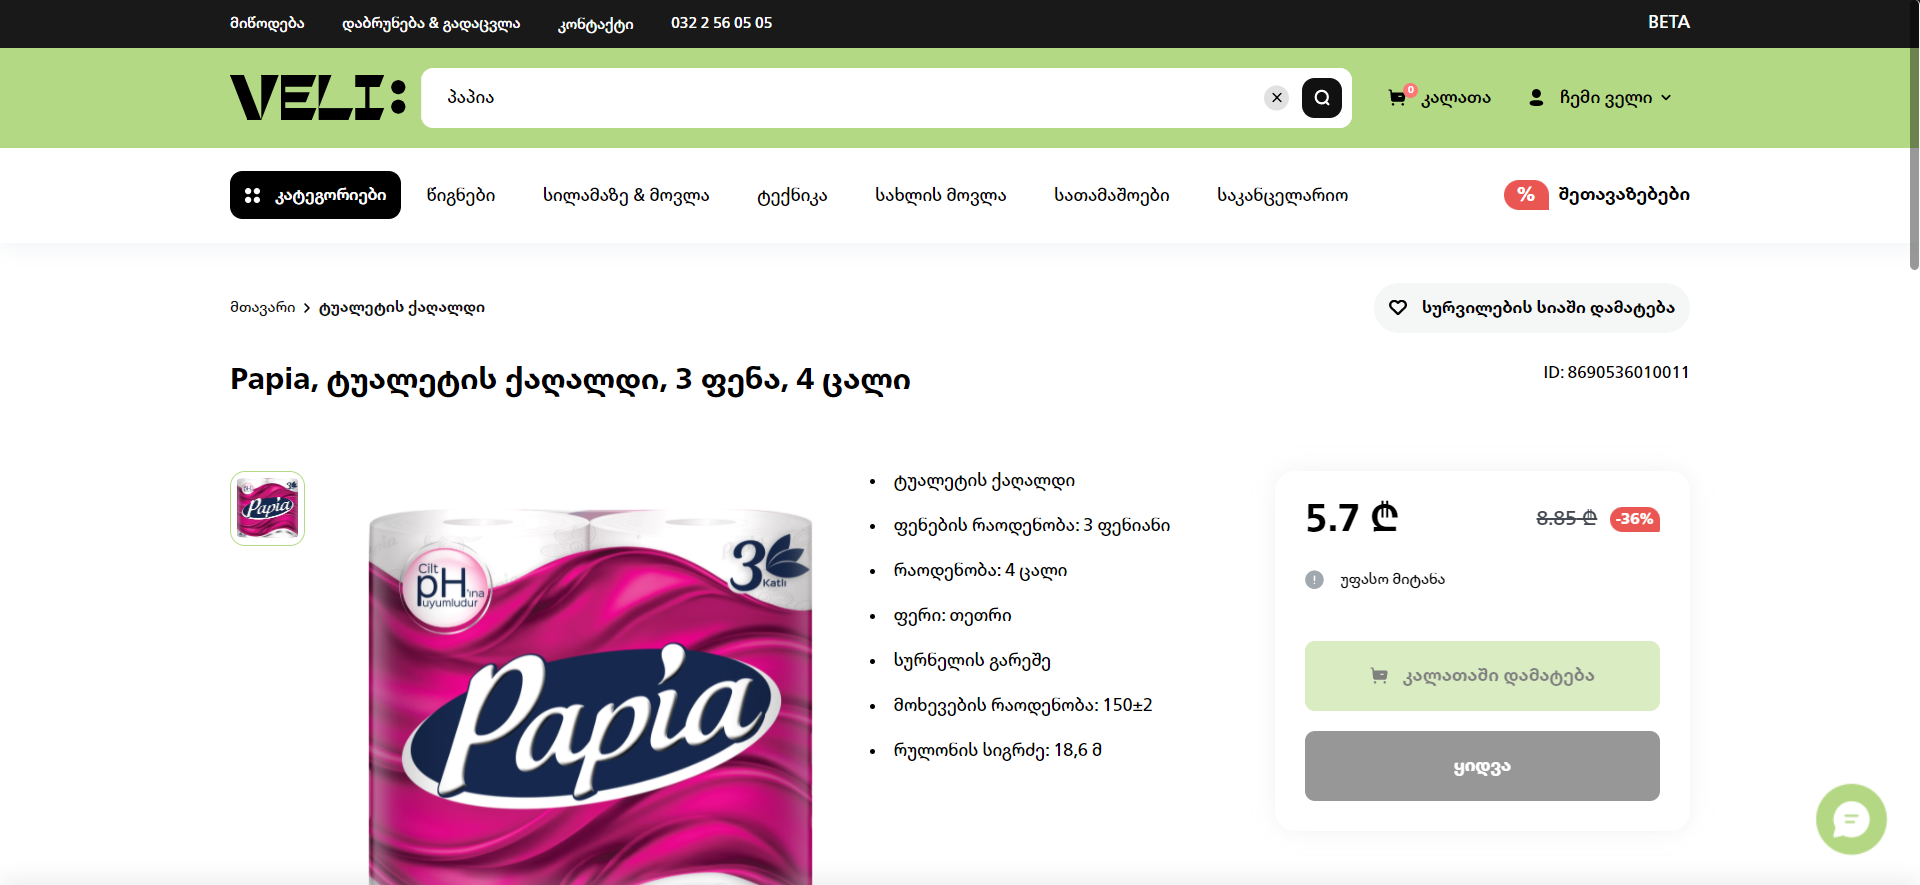 მიწოდება დაბრუნება & გადაცვლა კონტაქტი 032 2 56 05 05 BETA
VELI: პაპია 0 კალათა ჩემი ველი
კატეგორიები წიგნები სილამაზე & მოვლა ტექნიკა სახლის მოვლა სათამაშოები საკანცელარიო % შეთავაზებები
მთავარი > ტუალეტის ქაღალდი სურვილების სიაში დამატება
Papia, ტუალეტის ქაღალდი, 3 ფენა, 4 ცალი ID: 8690536010011
Papia
3 Katlı
Cilt
pH'ına
uyumludur
Papia
• ტუალეტის ქაღალდი
• ფენების რაოდენობა: 3 ფენიანი
• რაოდენობა: 4 ცალი
• ფერი: თეთრი
• სურნელის გარეშე
• მოხევების რაოდენობა: 150±2
• რულონის სიგრძე: 18,6 მ
5.7 ₾ 8.85 ₾ -36%
უფასო მიტანა
კალათაში დამატება
ყიდვა